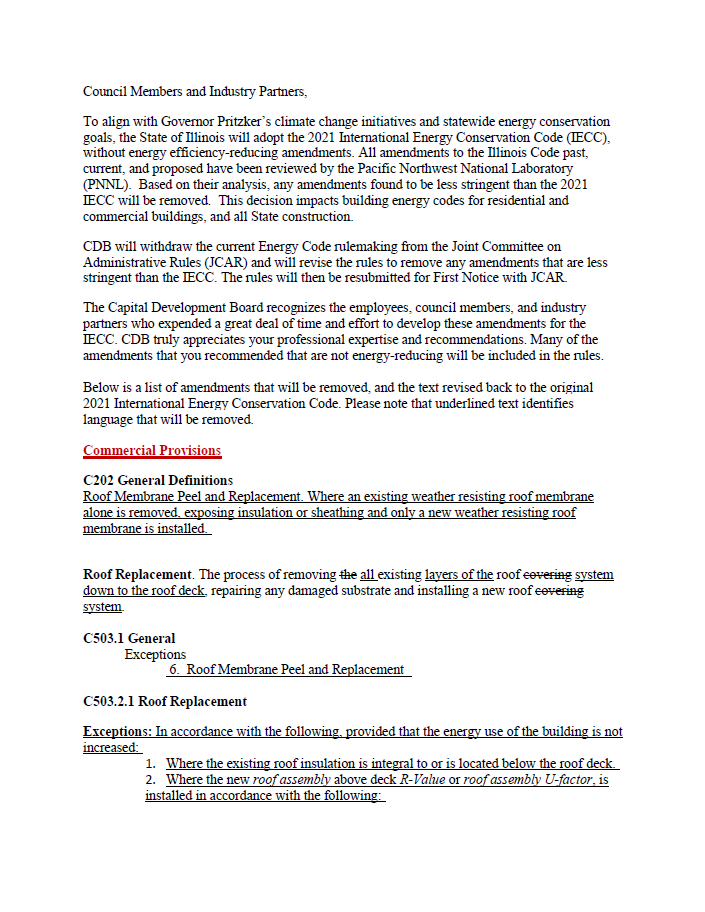 Council Members and Industry Partners,
To align with Governor Pritzker’s climate change initiatives and statewide energy conservation
goals, the State of Illinois will adopt the 2021 International Energy Conservation Code (IECC),
without energy efficiency-reducing amendments. All amendments to the Illinois Code past,
current, and proposed have been reviewed by the Pacific Northwest National Laboratory
(PNNL).  Based on their analysis, any amendments found to be less stringent than the 2021
IECC will be removed.  This decision impacts building energy codes for residential and
commercial buildings, and all State construction.
CDB will withdraw the current Energy Code rulemaking from the Joint Committee on
Administrative Rules (JCAR) and will revise the rules to remove any amendments that are less
stringent than the IECC. The rules will then be resubmitted for First Notice with JCAR.
The Capital Development Board recognizes the employees, council members, and industry
partners who expended a great deal of time and effort to develop these amendments for the
IECC. CDB truly appreciates your professional expertise and recommendations. Many of the
amendments that you recommended that are not energy-reducing will be included in the rules.
Below is a list of amendments that will be removed, and the text revised back to the original
2021 International Energy Conservation Code. Please note that underlined text identifies
language that will be removed.
Commercial Provisions
C202 General Definitions
Roof Membrane Peel and Replacement. Where an existing weather resisting roof membrane
alone is removed, exposing insulation or sheathing and only a new weather resisting roof
membrane is installed.
Roof Replacement. The process of removing the all existing layers of the roof covering system
down to the roof deck, repairing any damaged substrate and installing a new roof covering
system.
C503.1 General
Exceptions
6. Roof Membrane Peel and Replacement
C503.2.1 Roof Replacement
Exceptions: In accordance with the following, provided that the energy use of the building is not
increased:
1. Where the existing roof insulation is integral to or is located below the roof deck.
2. Where the new roof assembly above deck R-Value or roof assembly U-factor, is
installed in accordance with the following: